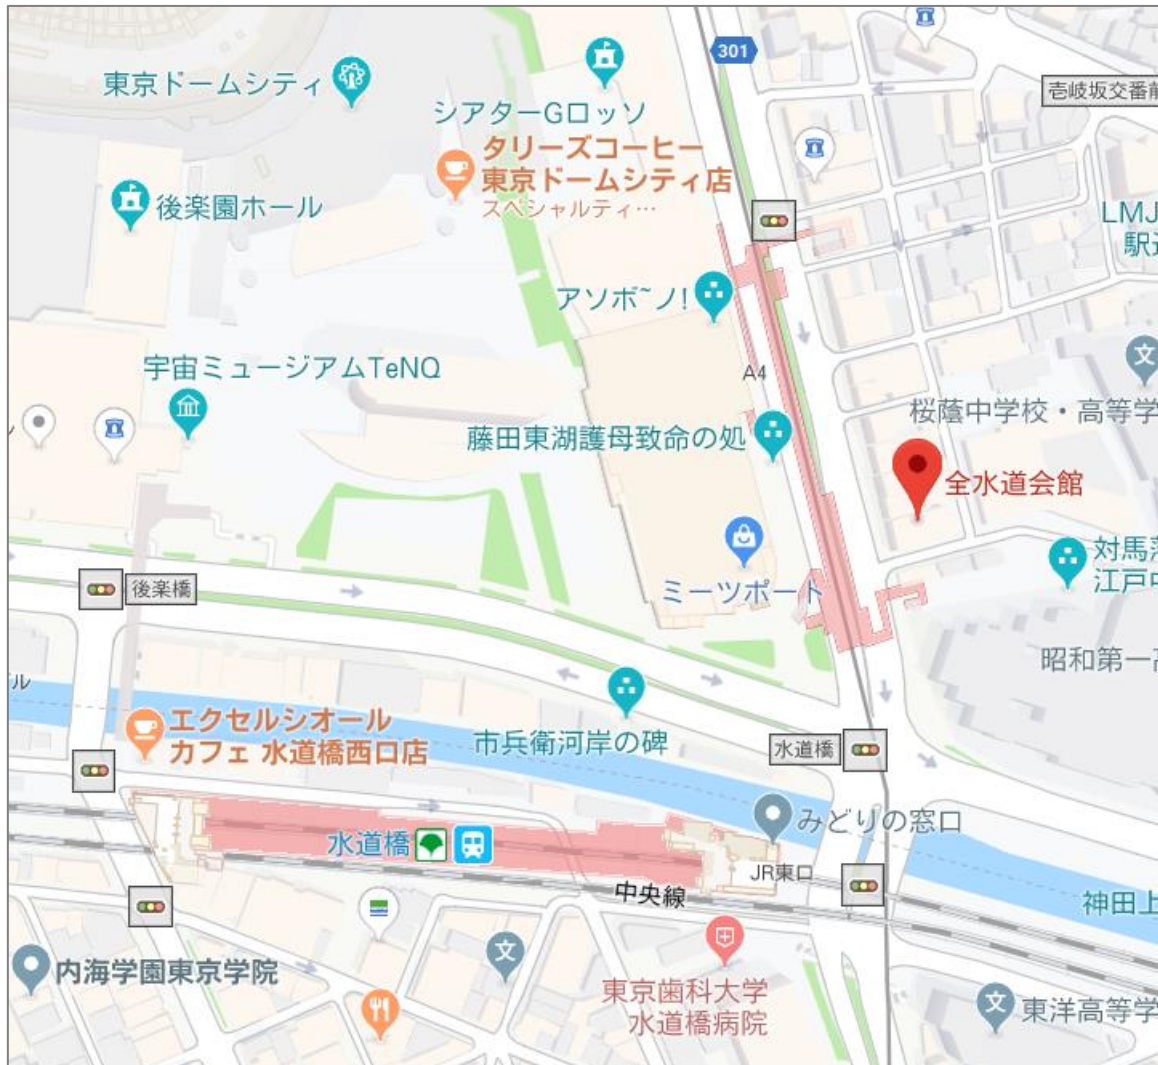 301
東京ドームシティ
シアターGロッソ
壱岐坂交番前
タリーズコーヒー
東京ドームシティ店
スペシャルティ…
後楽園ホール
LMJ
駅近
アソボ~ノ!
宇宙ミュージアムTeNQ
A4
文
桜蔭中学校・高等学
藤田東湖護母致命の処
全水道会館
対馬藩
江戸中
ミーツポート
後楽橋
昭和第一高
ル
エクセルシオール
カフェ 水道橋西口店
市兵衛河岸の碑
水道橋
みどりの窓口
水道橋
JR東口
中央線
神田上
文
内海学園東京学院
東京歯科大学
水道橋病院
文
東洋高等学